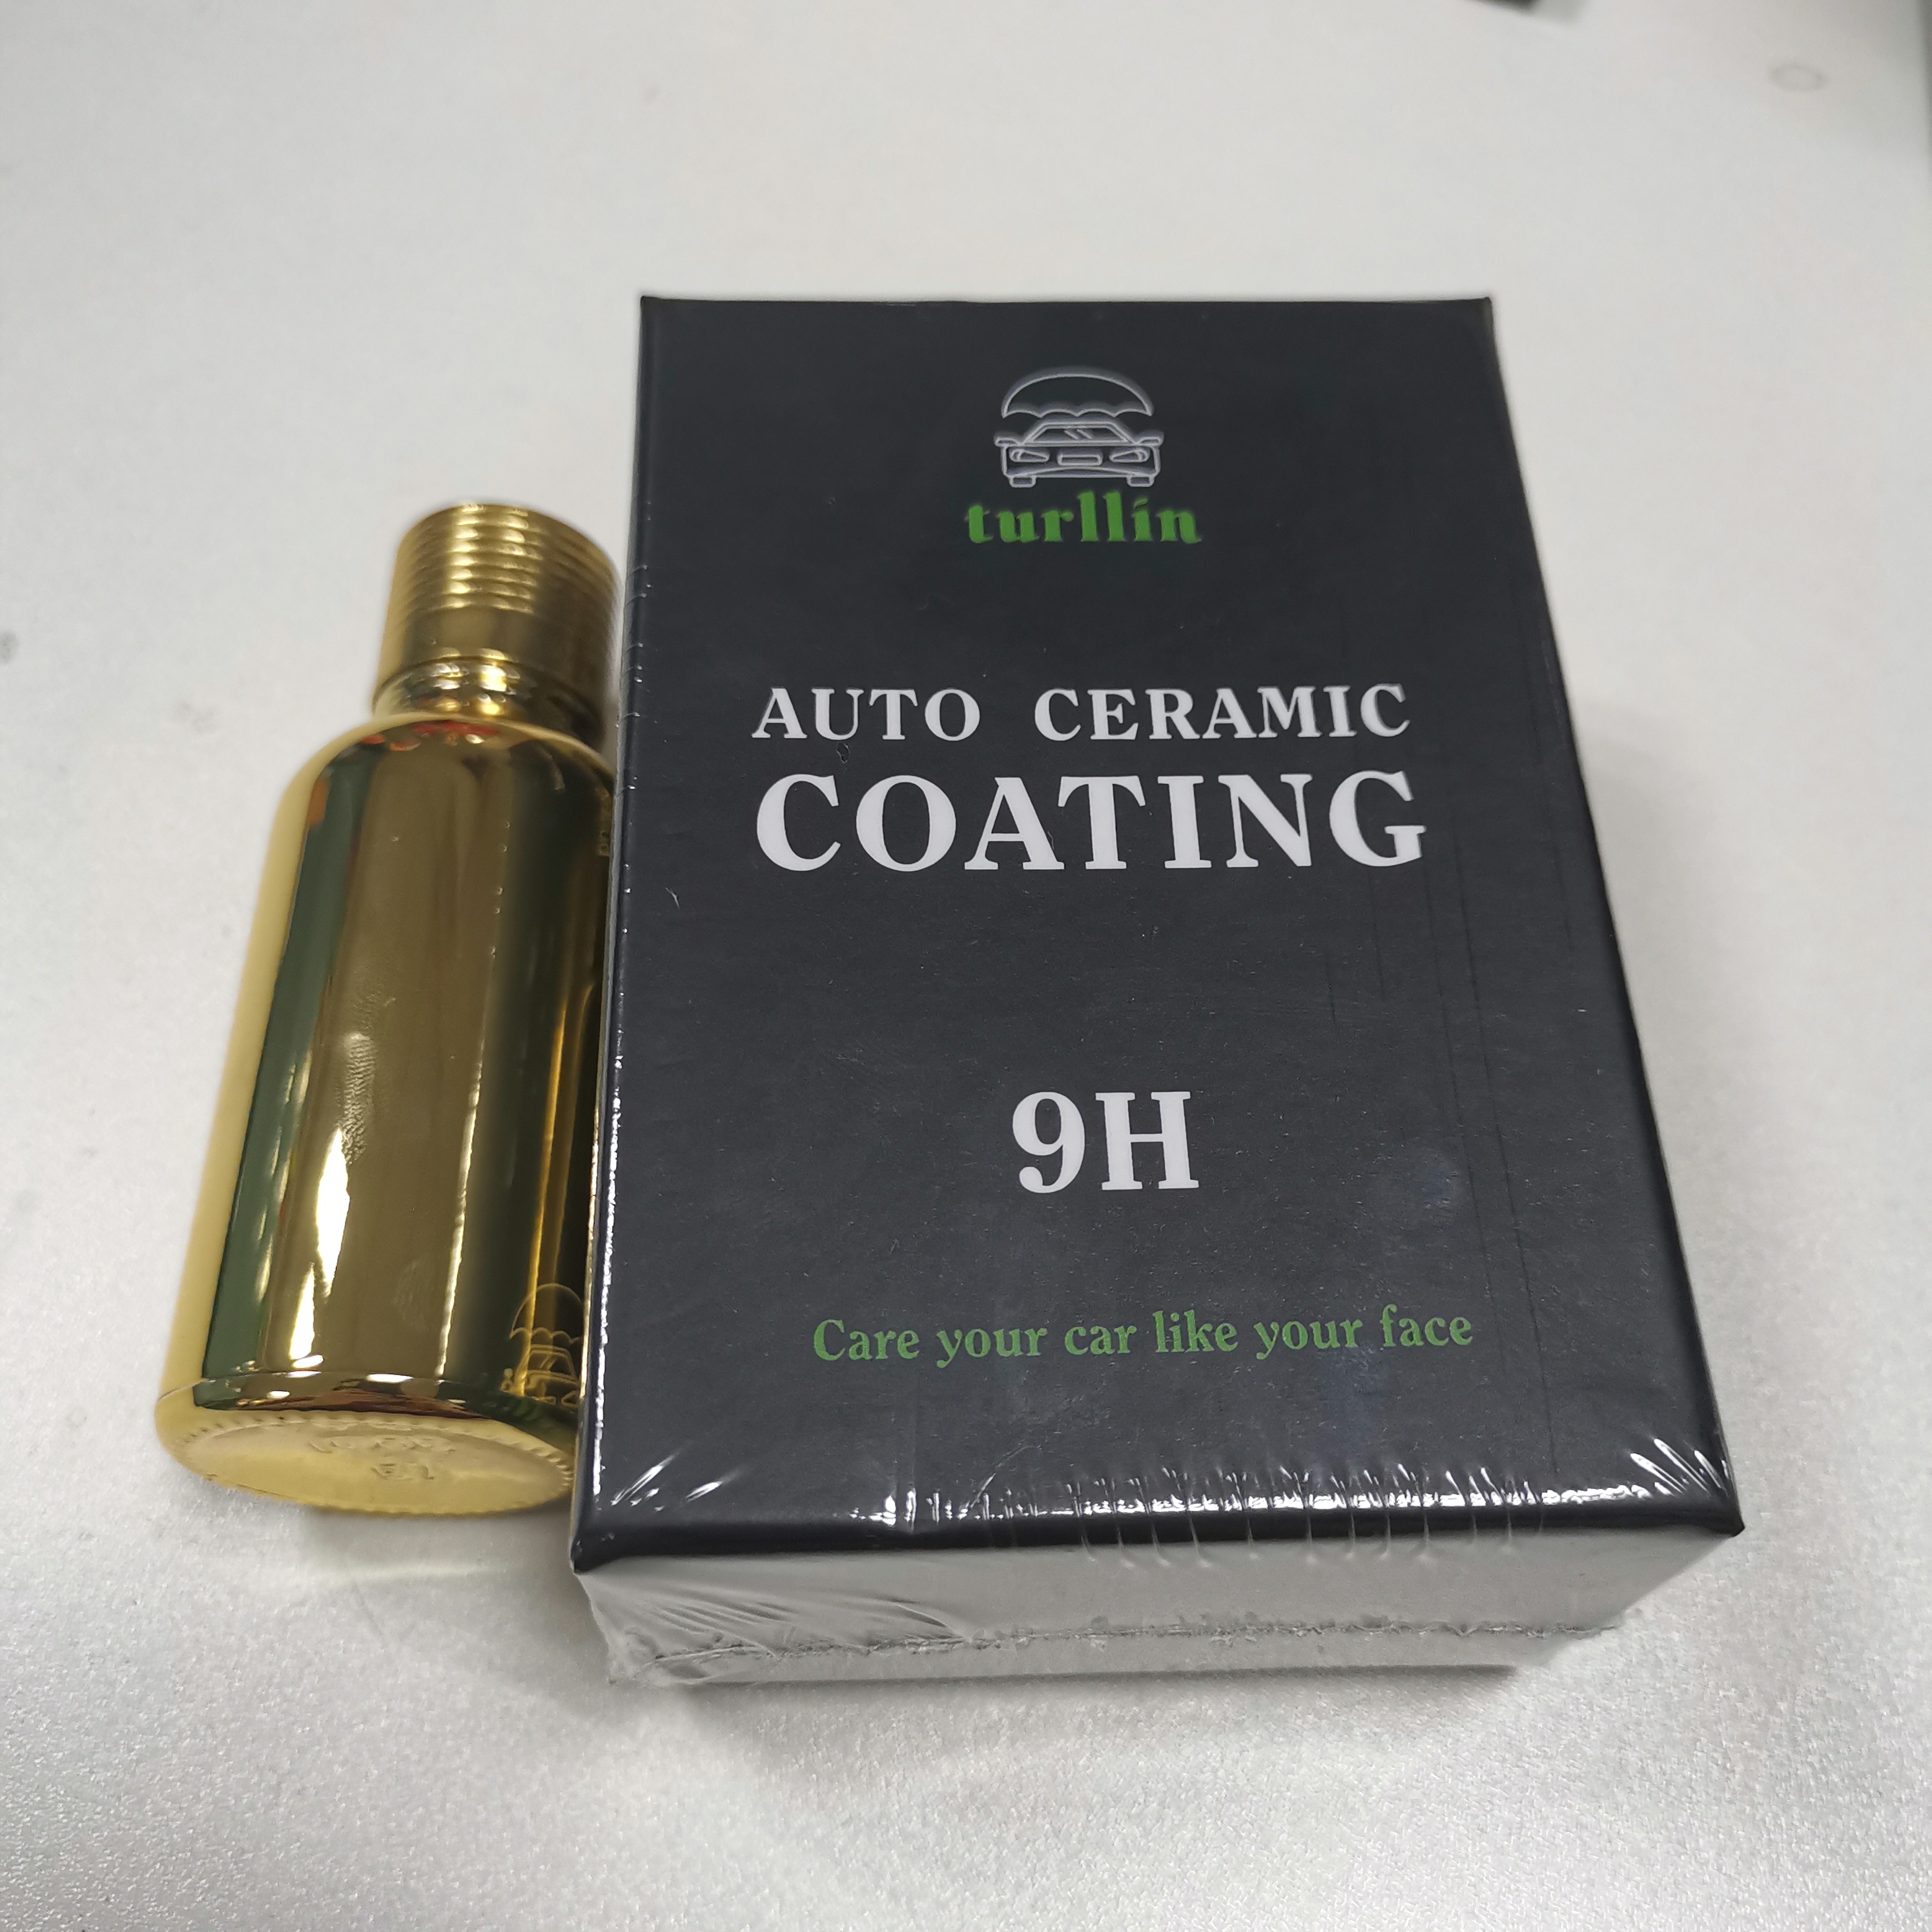 turllin
AUTO CERAMIC
COATING
9H
Care your car like your face